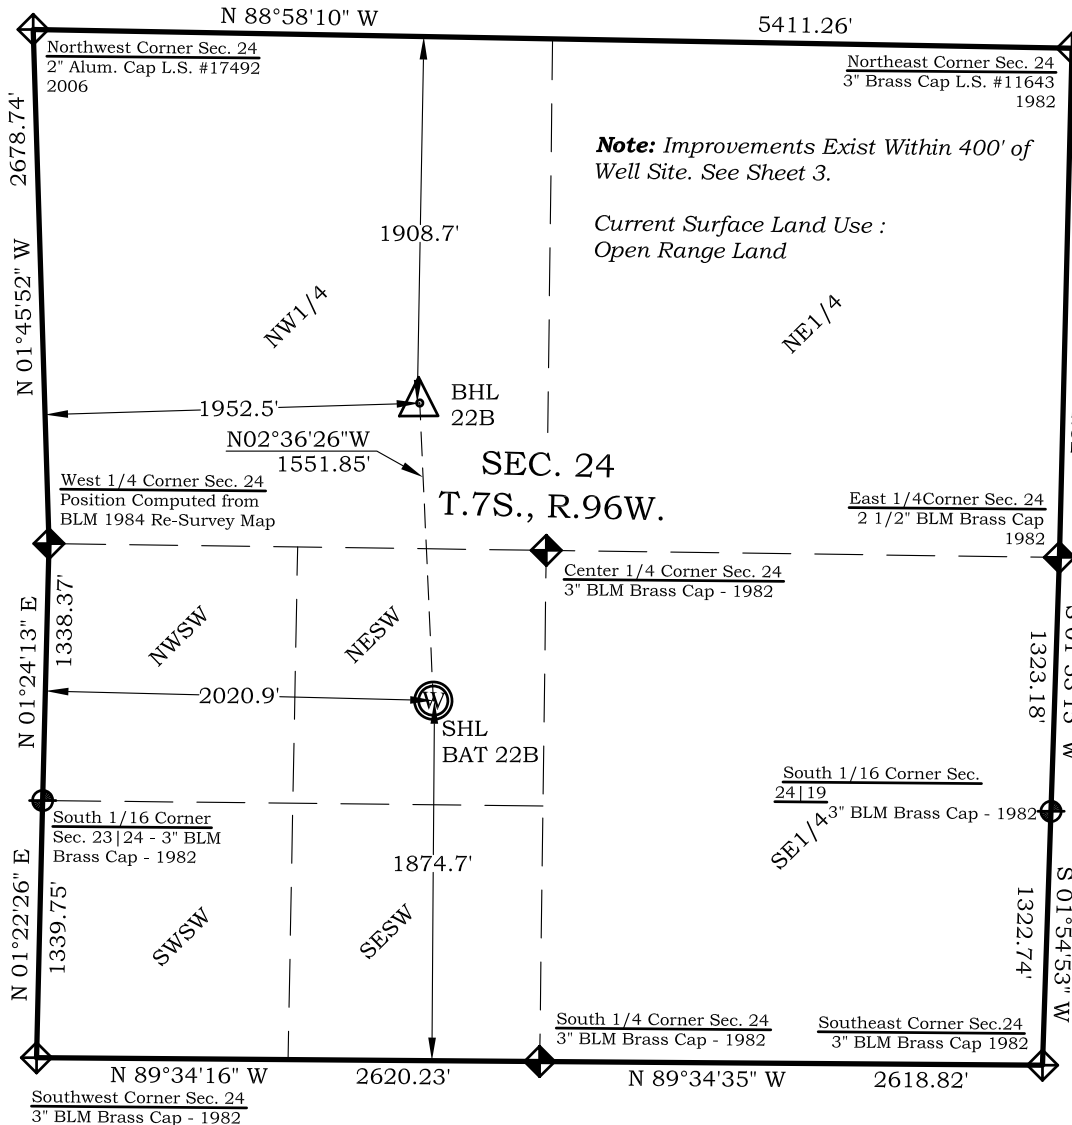 N 88°58'10" W
5411.26'
Northwest Corner Sec. 24
2" Alum. Cap L.S. #17492
2006
Northeast Corner Sec. 24
3" Brass Cap L.S. #11643
1982
2678.74'
N 01°45'52" W
Note: Improvements Exist Within 400' of
Well Site. See Sheet 3.
Current Surface Land Use :
Open Range Land
1908.7'
NW1/4
NE1/4
BHL
22B
1952.5'
N02°36'26"W
1551.85'
SEC. 24
T.7S., R.96W.
West 1/4 Corner Sec. 24
Position Computed from
BLM 1984 Re-Survey Map
East 1/4Corner Sec. 24
2 1/2" BLM Brass Cap
1982
Center 1/4 Corner Sec. 24
3" BLM Brass Cap - 1982
N 01°24'13" E
1338.37'
NWSW
NESW
1323.18'
2020.9'
W
SHL
BAT 22B
South 1/16 Corner Sec.
24|19
3" BLM Brass Cap - 1982
South 1/16 Corner
Sec. 23|24 - 3" BLM
Brass Cap - 1982
SE1/4
1874.7'
N 01°22'26" E
1339.75'
SWSW
SESW
1322.74'
S 01°54'53" W
South 1/4 Corner Sec. 24
3" BLM Brass Cap - 1982
Southeast Corner Sec.24
3" BLM Brass Cap 1982
N 89°34'16" W
2620.23'
N 89°34'35" W
2618.82'
Southwest Corner Sec. 24
3" BLM Brass Cap - 1982